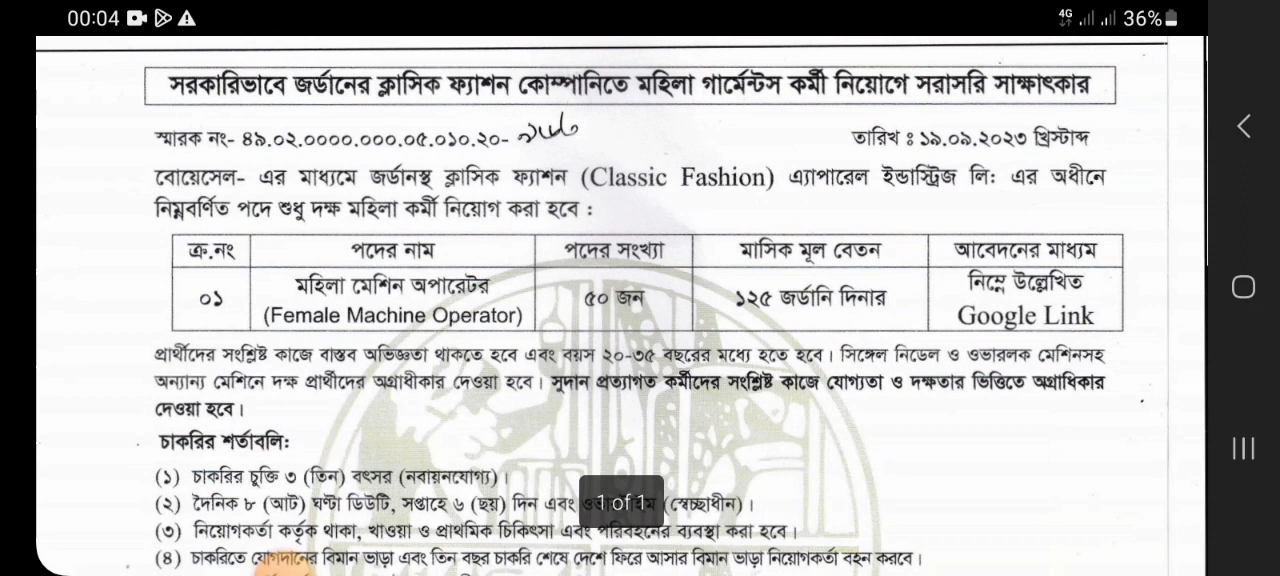 00:04
4G
36%
সরকারিভাবে জর্ডানের ক্লাসিক ফ্যাশন কোম্পানিতে মহিলা গার্মেন্টস কর্মী নিয়োগে সরাসরি সাক্ষাৎকার
স্মারক নং- ৪৯.০২.০০০০.০০০.০৫.০১০.২০-
তারিখ ঃ ১৯.০৯.২০২৩ খ্রিস্টাব্দ
বোয়েসেল- এর মাধ্যমে জর্ডানস্থ ক্লাসিক ফ্যাশন (Classic Fashion) এ্যাপারেল ইন্ডাস্ট্রিজ লি: এর অধীনে
নিম্নবর্ণিত পদে শুধু দক্ষ মহিলা কর্মী নিয়োগ করা হবে :
ক্র.নং পদের নাম পদের সংখ্যা মাসিক মূল বেতন আবেদনের মাধ্যম
০১ মহিলা মেশিন অপারেটর (Female Machine Operator) ৫০ জন ১২৫ জর্ডানি দিনার নিম্নে উল্লেখিত Google Link
প্রার্থীদের সংশ্লিষ্ট কাজে বাস্তব অভিজ্ঞতা থাকতে হবে এবং বয়স ২০-৩৫ বছরের মধ্যে হতে হবে। সিঙ্গেল নিডেল ও ওভারলক মেশিনসহ
অন্যান্য মেশিনে দক্ষ প্রার্থীদের অগ্রাধীকার দেওয়া হবে। সুদান প্রত্যাগত কর্মীদের সংশ্লিষ্ট কাজে যোগ্যতা ও দক্ষতার ভিত্তিতে অগ্রাধিকার
দেওয়া হবে।
চাকরির শর্তাবলি:
(১) চাকরির চুক্তি ৩ (তিন) বৎসর (নবায়নযোগ্য)।
(২) দৈনিক ৮ (আট) ঘন্টা ডিউটি, সপ্তাহে ৬ (ছয়) দিন এবং (স্বেচ্ছাধীন)।
1 of 1
(৩) নিয়োগকর্তা কর্তৃক থাকা, খাওয়া ও প্রাথমিক চিকিৎসা এবং পরিবহনের ব্যবস্থা করা হবে।
(৪) চাকরিতে যোগদানের বিমান ভাড়া এবং তিন বছর চাকরি শেষে দেশে ফিরে আসার বিমান ভাড়া নিয়োগকর্তা বহন করবে।